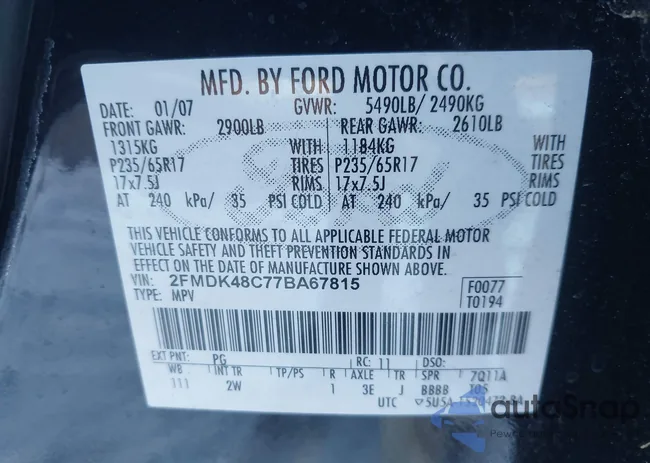 MFD. BY FORD MOTOR CO.
DATE: 01/07 GVWR: 5490LB/ 2490KG
FRONT GAWR: 2900LB REAR GAWR: 2610LB
1315KG WITH 1184KG WITH
P235/65R17 TIRES P235/65R17 TIRES
17x7.5J RIMS 17x7.5J RIMS
AT 240 kPa/ 35 PSI COLD AT 240 kPa/ 35 PSI COLD
THIS VEHICLE CONFORMS TO ALL APPLICABLE FEDERAL MOTOR
VEHICLE SAFETY AND THEFT PREVENTION STANDARDS IN
EFFECT ON THE DATE OF MANUFACTURE SHOWN ABOVE.
VIN: 2FMDK48C77BA67815
TYPE: MPV
F0077
T0194
EXT PNT: PG RC: 11 DSO:
WB INT TR TP/PS R AXLE TR SPR 7Q11A
111 2W 1 3E J BBBB
UTC
autoSnap